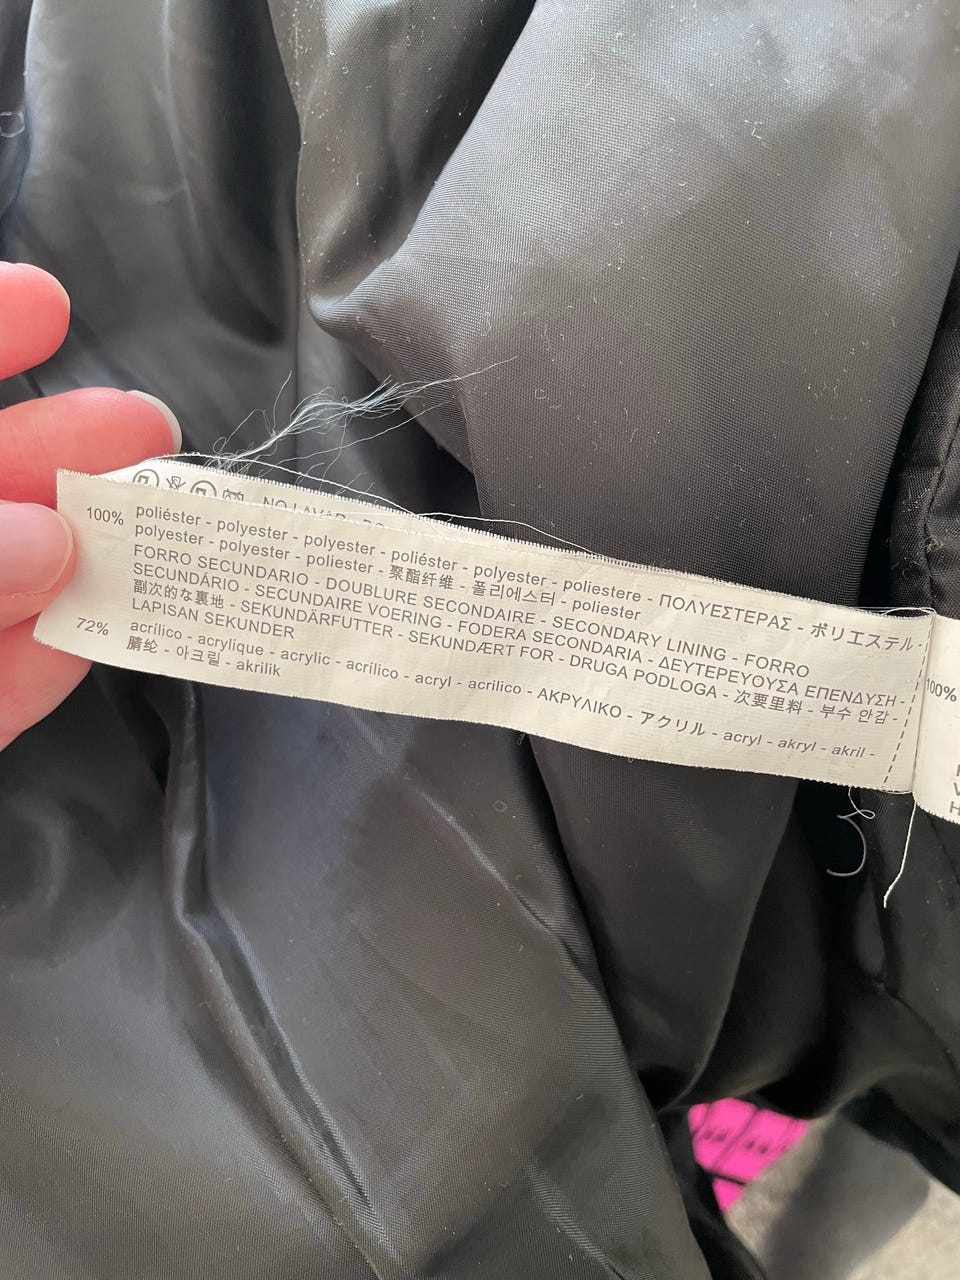 NO LAVAR
100% poliéster - polyester - polyester - poliéster - polyester - poliestere - ΠΟΛΥΕΣΤΕΡΑΣ - ポリエステル -
polyester - polyester - poliester - 聚酯纤维 - 폴리에스터 - poliester
FORRO SECUNDARIO - DOUBLURE SECONDAIRE - SECONDARY LINING - FORRO
SECUNDÁRIO - SECUNDAIRE VOERING - FODERA SECONDARIA - ΔΕΥΤΕΡΕΥΟΥΣΑ ΕΠΕΝΔΥΣΗ -
副次的な裏地 - SEKUNDÄRFUTTER - SEKUNDÆRT FOR - DRUGA PODLOGA - 次要里料 - 부수 안감 -
LAPISAN SEKUNDER
72% acrílico - acrylique - acrylic - acrílico - acryl - acrilico - ΑΚΡΥΛΙΚΟ - アクリル - acryl - akryl - akril -
腈纶 - 아크릴 - akrilik
100%